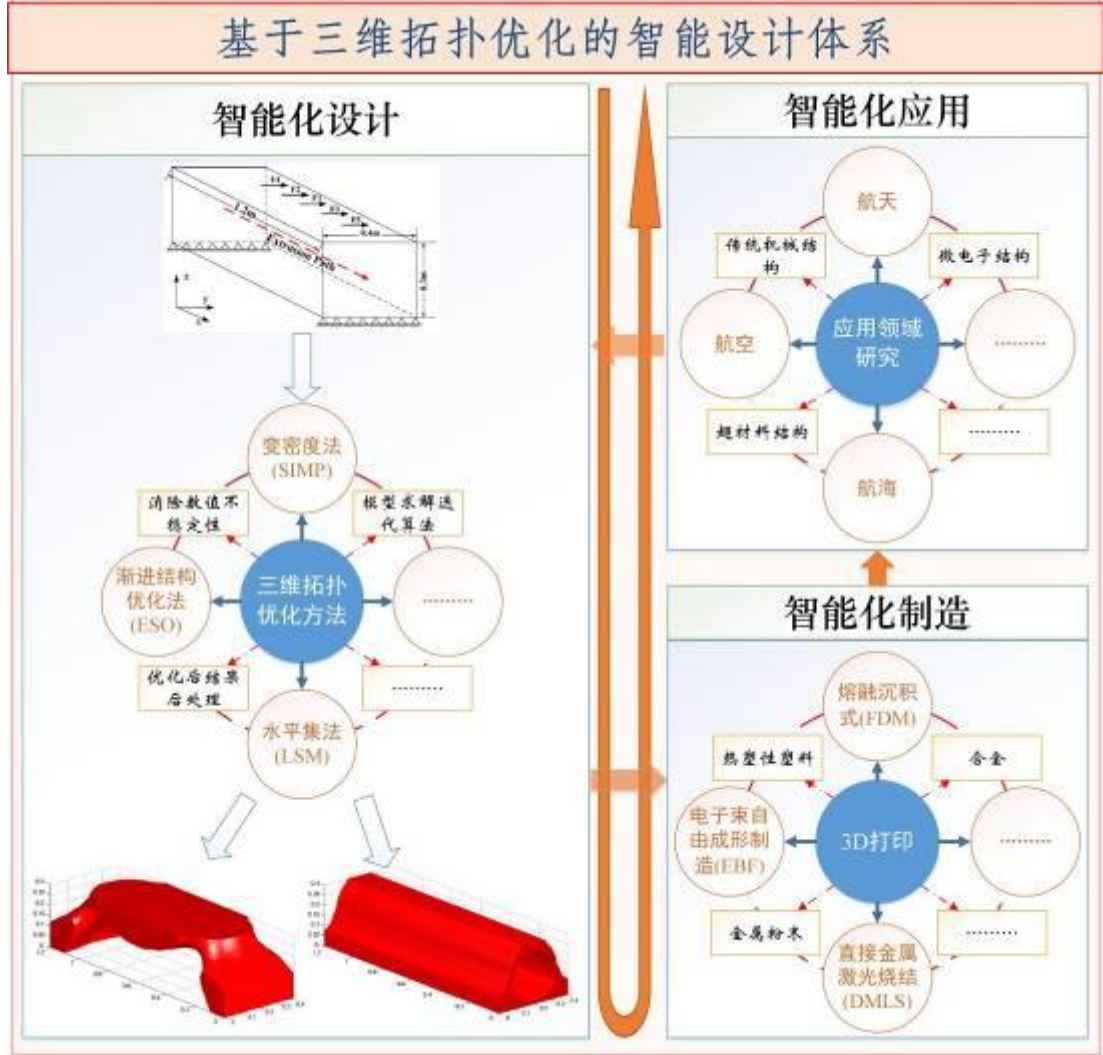 基于三维拓扑优化的智能设计体系
智能化设计
1.2m
Extrusion Path
0.4m
变密度法
(SIMP)
消除数值不
稳定性
模型求解迭
代算法
渐进结构
优化法
(ESO)
三维拓扑
优化方法
………
优化后结果
后处理
………
水平集法
(LSM)
智能化应用
航天
传统机械结
构
微电子结构
航空
应用领域
研究
………
超材料结构
………
航海
智能化制造
熔融沉积
式(FDM)
热塑性塑料
合金
电子束自
由成形制
造(EBF)
3D打印
………
金属粉末
………
直接金属
激光烧结
(DMLS)